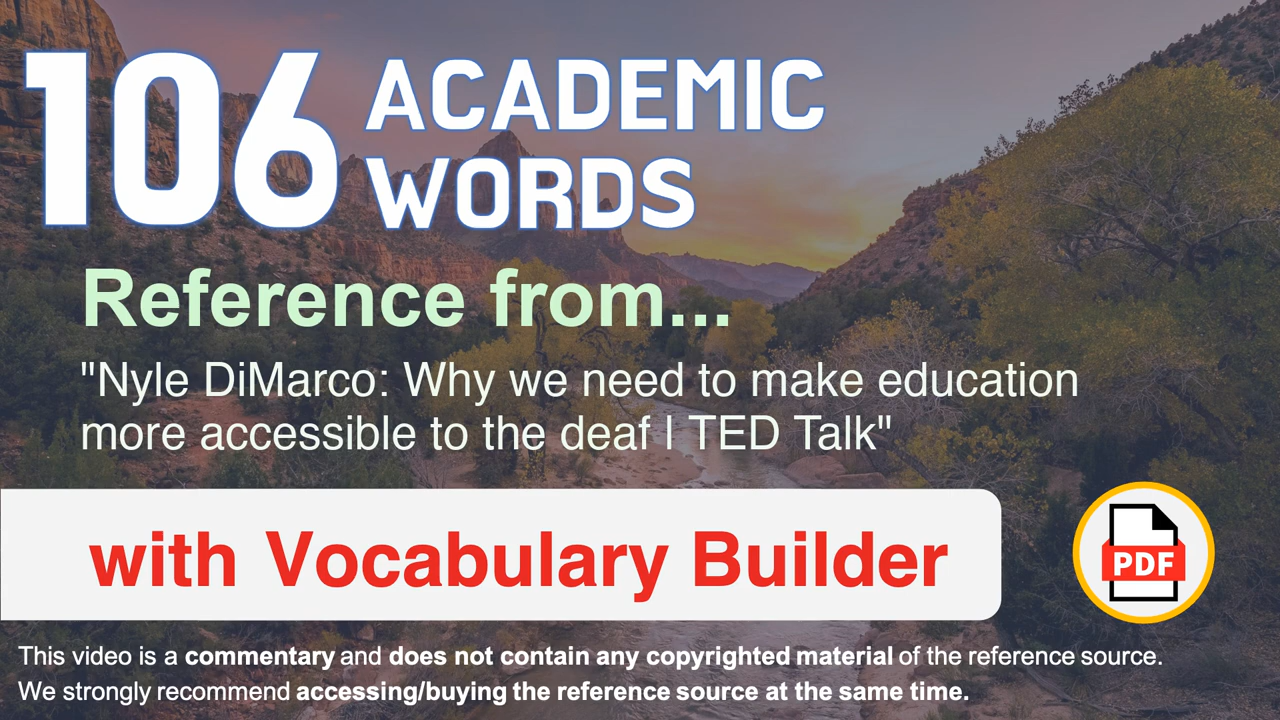 106 ACADEMIC
WORDS
Reference from...
"Nyle DiMarco: Why we need to make education
more accessible to the deaf l TED Talk"
with Vocabulary Builder
PDF
This video is a commentary and does not contain any copyrighted material of the reference source.
We strongly recommend accessing/buying the reference source at the same time.